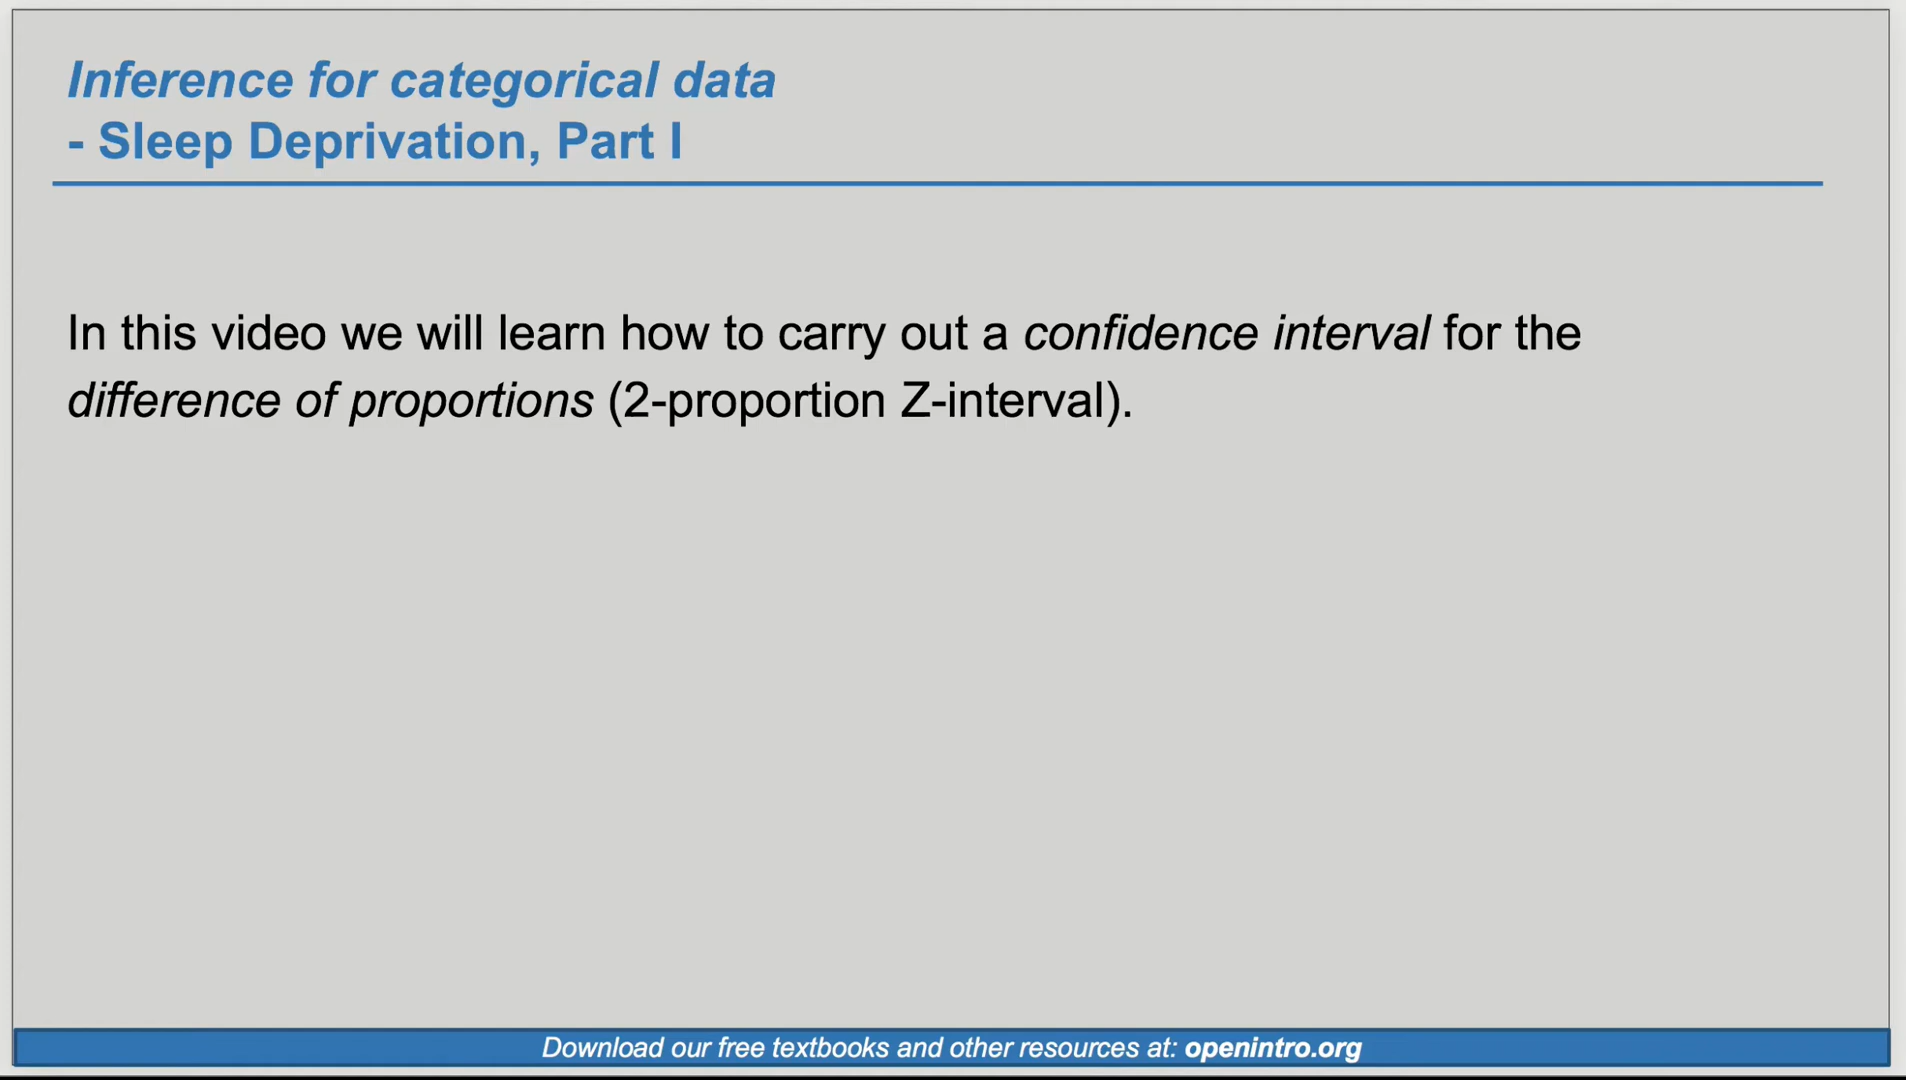 Inference for categorical data
- Sleep Deprivation, Part I
In this video we will learn how to carry out a confidence interval for the
difference of proportions (2-proportion Z-interval).
Download our free textbooks and other resources at: openintro.org